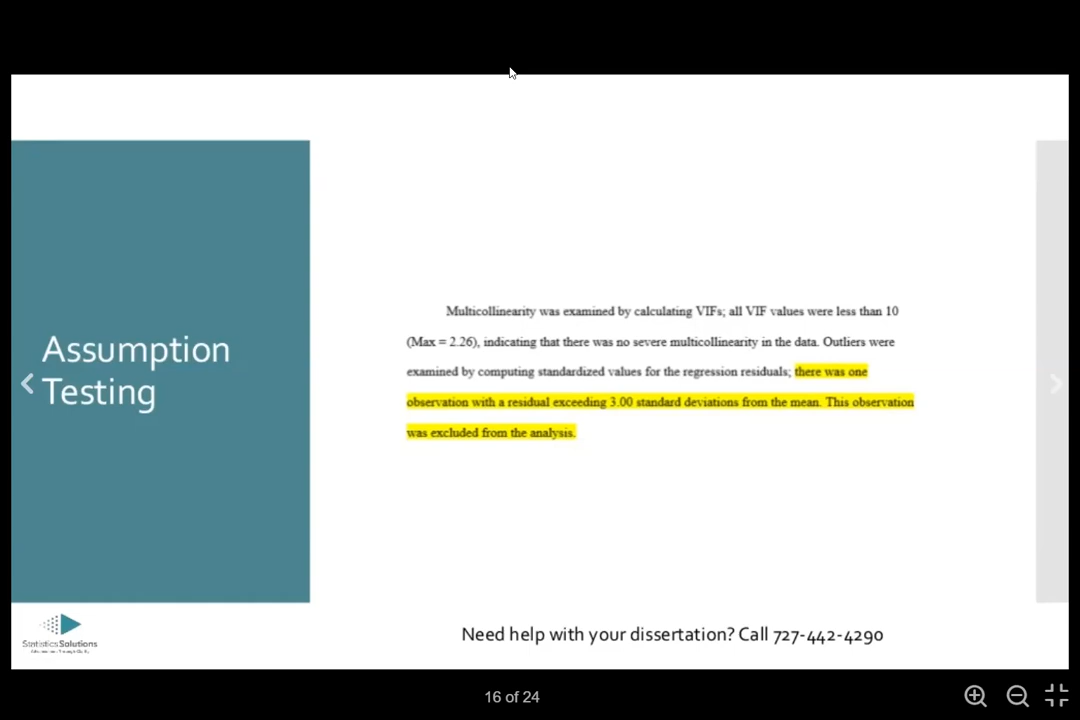 Assumption
Testing
Multicollinearity was examined by calculating VIFs; all VIF values were less than 10
(Max = 2.26), indicating that there was no severe multicollinearity in the data. Outliers were
examined by computing standardized values for the regression residuals; there was one
observation with a residual exceeding 3.00 standard deviations from the mean. This observation
was excluded from the analysis.
StatisticsSolutions
Need help with your dissertation? Call 727-442-4290
16 of 24